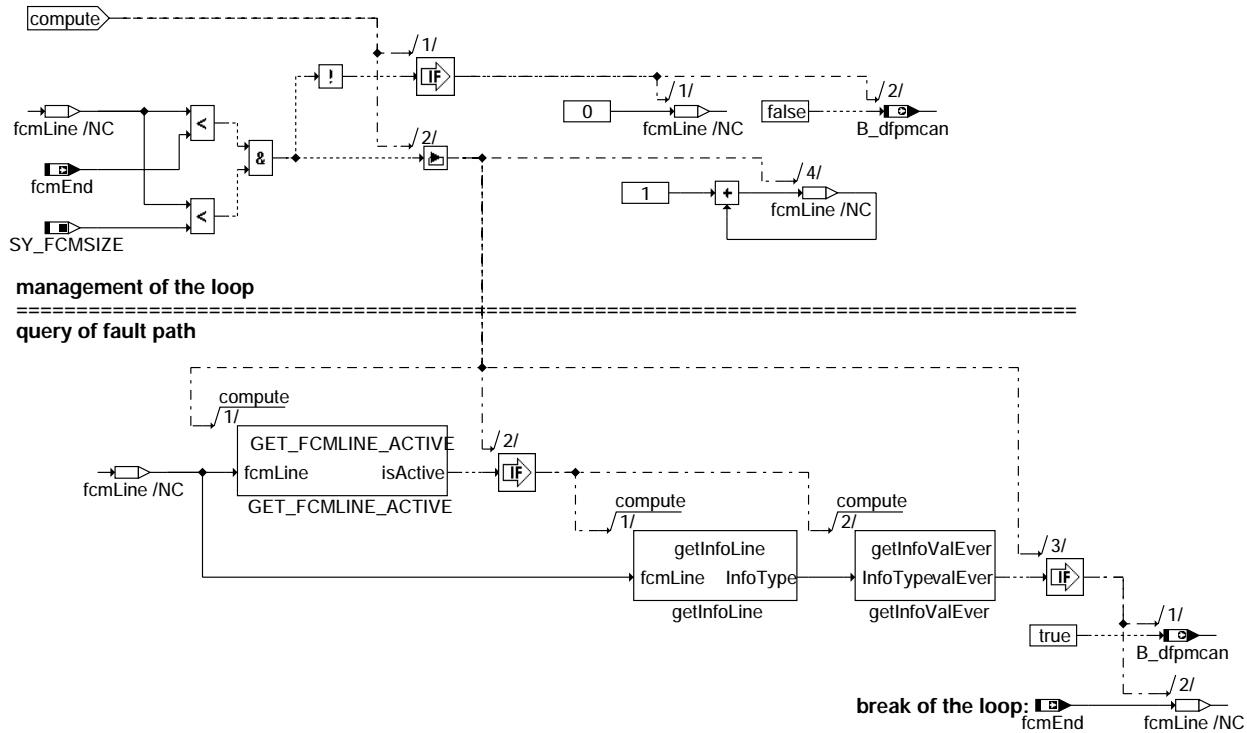 compute
/1/
!
IF
/2/
0
/1/
fcmLine /NC
false
B_dfpmcan
fcmLine /NC
<
&
/2/
fcmEnd
<
SY_FCMSIZE
1
+
/4/
fcmLine /NC
management of the loop
==========================================================================
query of fault path
compute
/1/
GET_FCMLINE_ACTIVE
fcmLine isActive
GET_FCMLINE_ACTIVE
fcmLine /NC
/2/
IF
compute
/1/
getInfoLine
fcmLine InfoType
getInfoLine
compute
/2/
getInfoValEver
InfoTypevalEver
getInfoValEver
/3/
IF
true
/1/
B_dfpmcan
break of the loop:
fcmEnd
/2/
fcmLine /NC